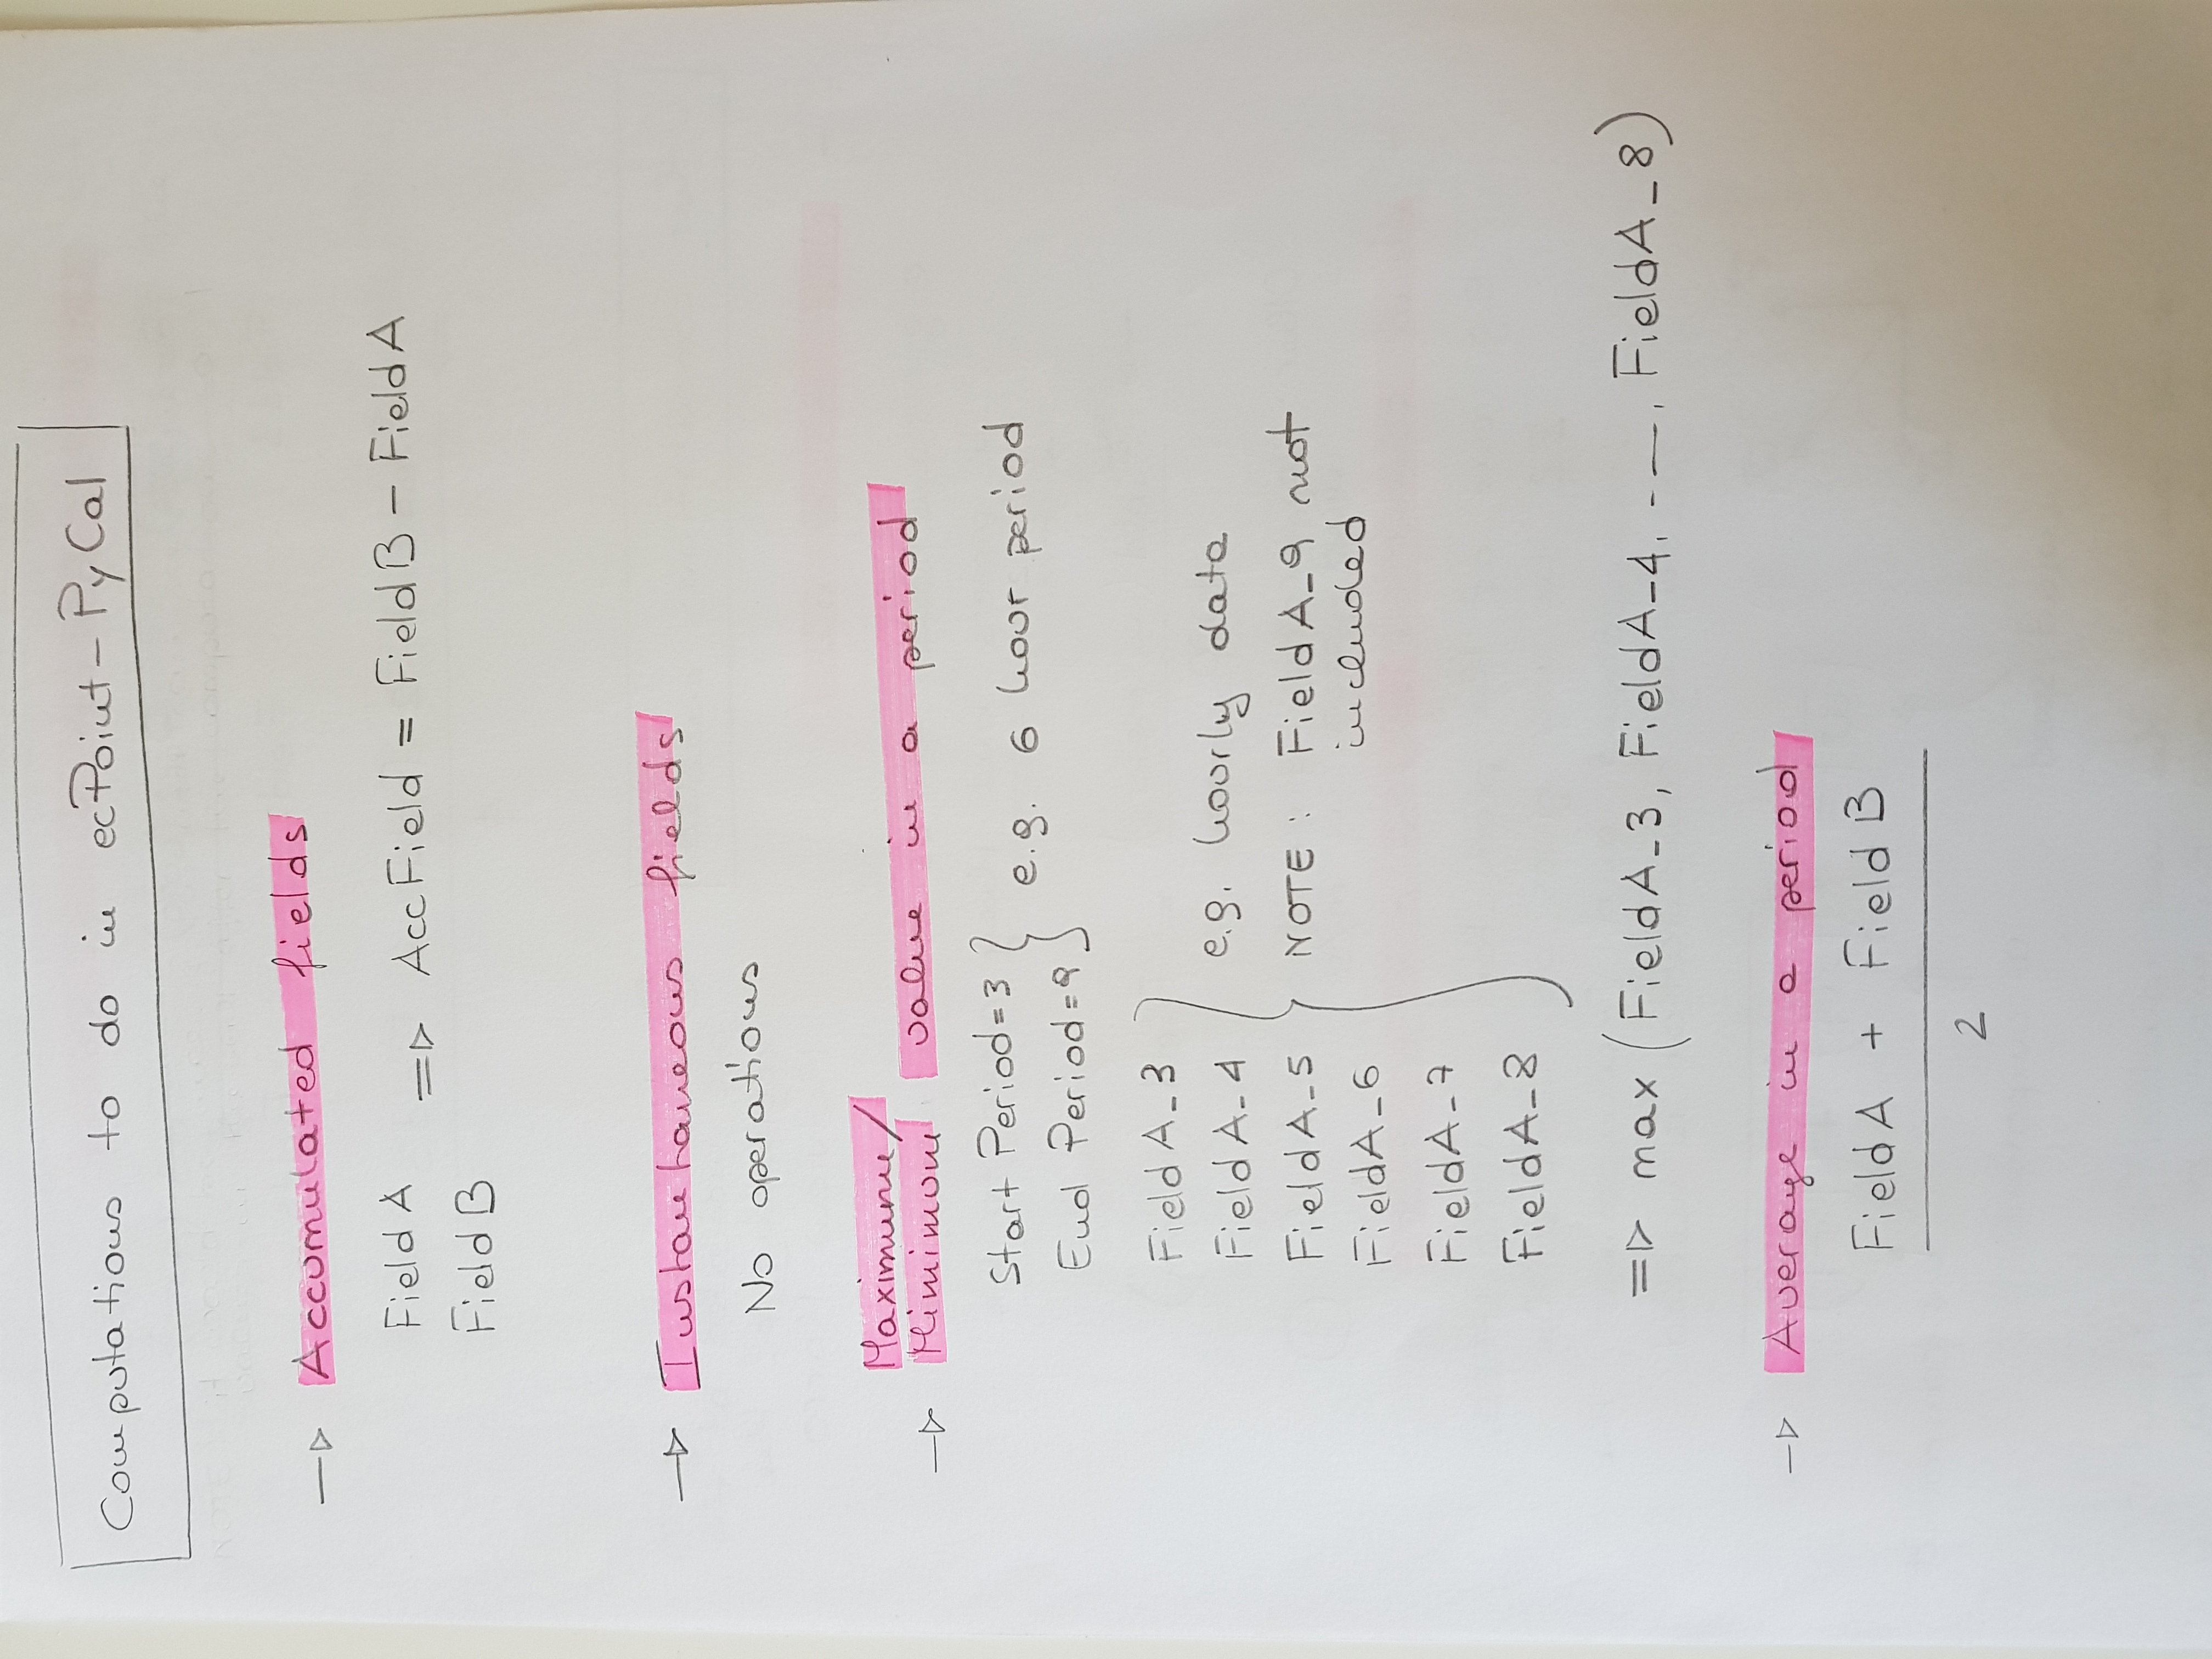 Computations to do in ecPoint-PyCal
→ Accumulated fields
Field A
⇒ AccField = Field B - Field A
Field B
→ Instantaneous fields
No operations
Maximum/
→ Minimum value in a period
Start Period=3
} e.g. 6 hour period
End Period=9
Field A_3
Field A_4
e.g. hourly data
Field A_5
NOTE : Field A_9 not
included
Field A_6
Field A_7
Field A_8
⇒ max (Field A_3, Field A_4, ..., Field A_8)
→ Average in a period
Field A + Field B
2